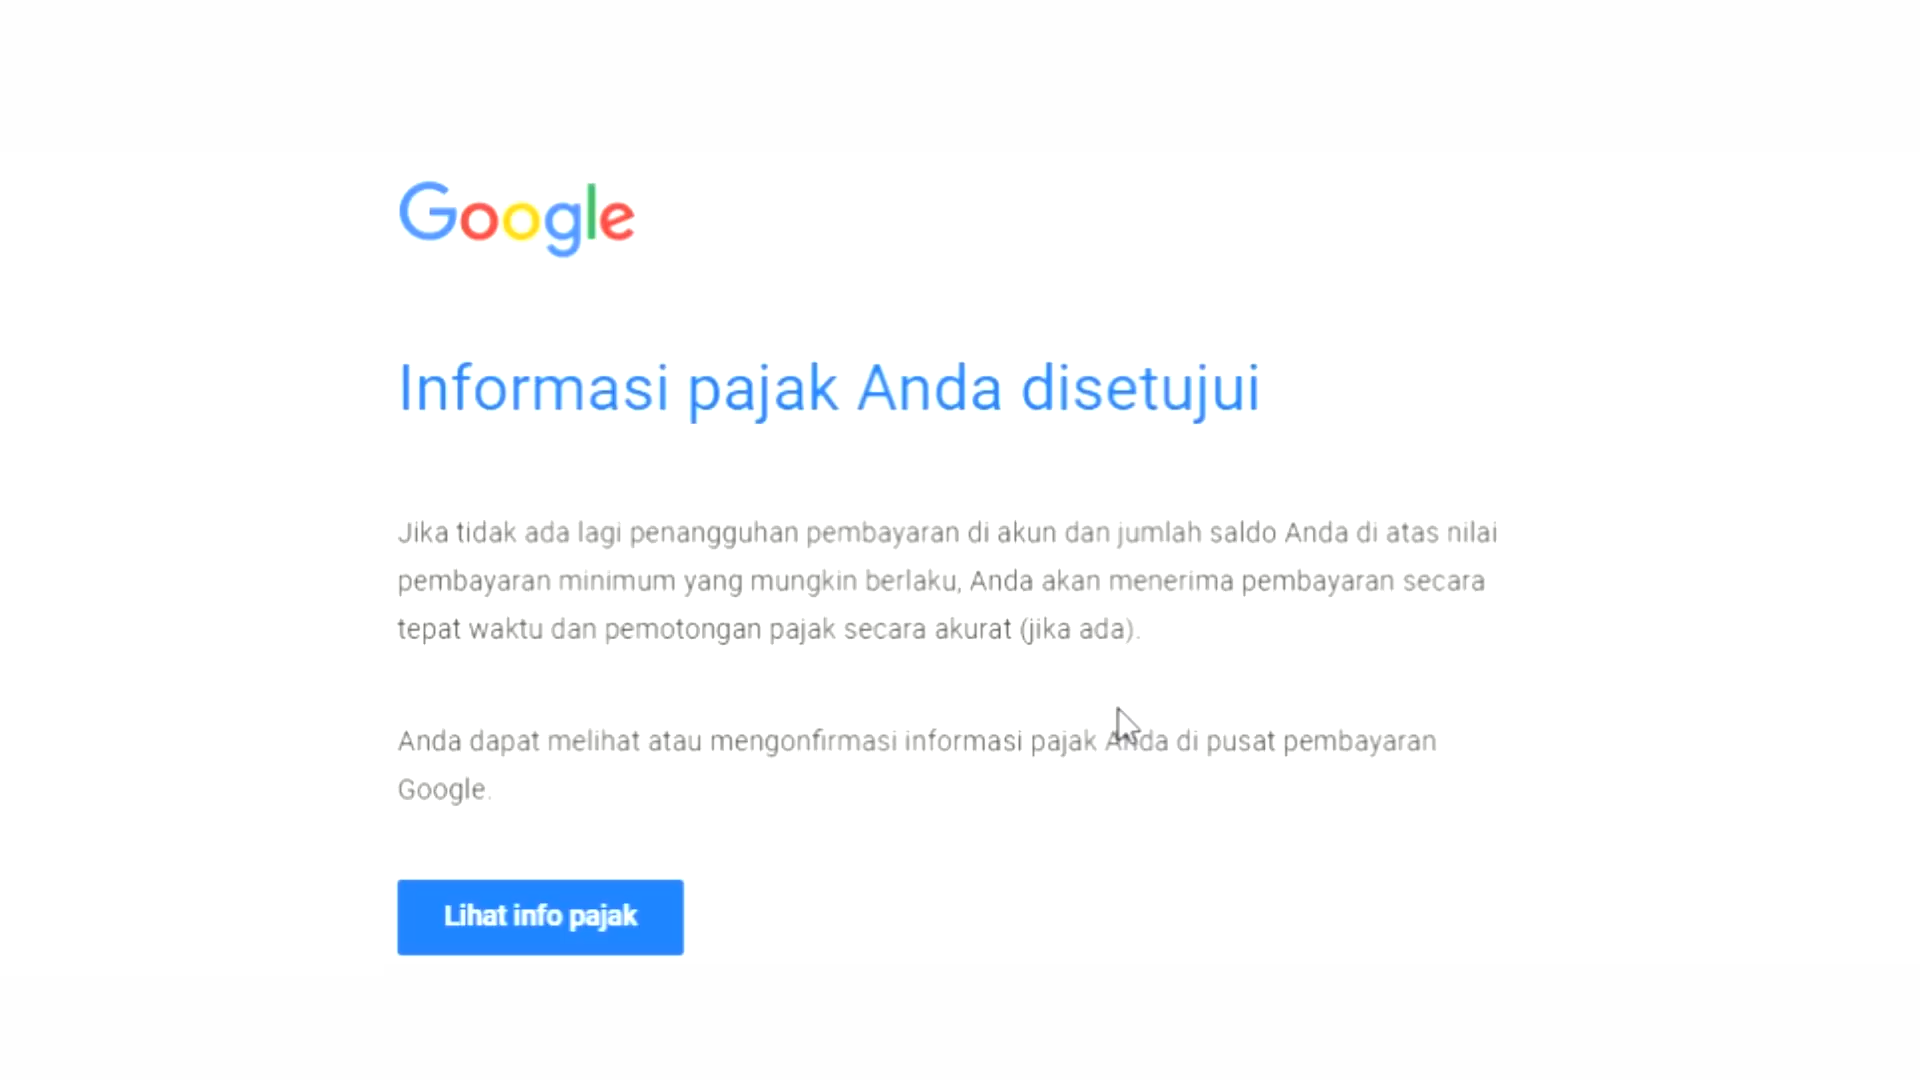 Google
Informasi pajak Anda disetujui
Jika tidak ada lagi penangguhan pembayaran di akun dan jumlah saldo Anda di atas nilai
pembayaran minimum yang mungkin berlaku, Anda akan menerima pembayaran secara
tepat waktu dan pemotongan pajak secara akurat (jika ada).
Anda dapat melihat atau mengonfirmasi informasi pajak Anda di pusat pembayaran
Google.
Lihat info pajak